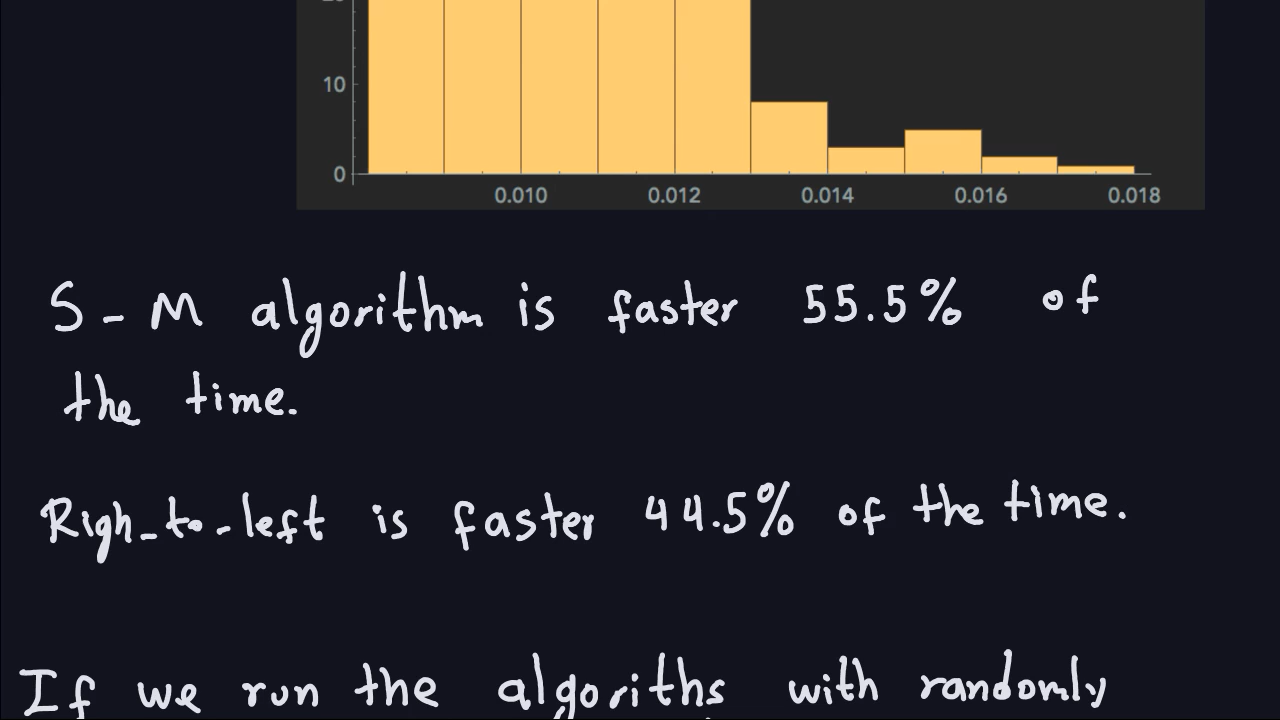 10
0
0.010 0.012 0.014 0.016 0.018
S-M algorithm is faster 55.5% of
the time.
Righ-to-left is faster 44.5% of the time.
If we run the algoriths with randomly